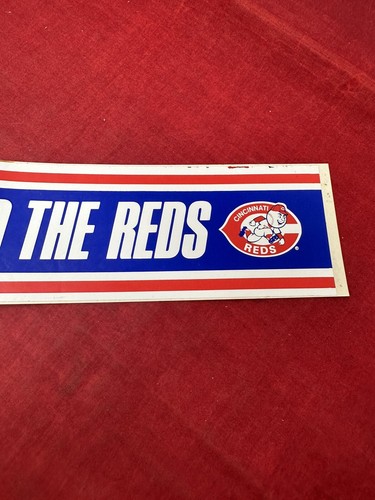 THE REDS
CINCINNATI
REDS
®